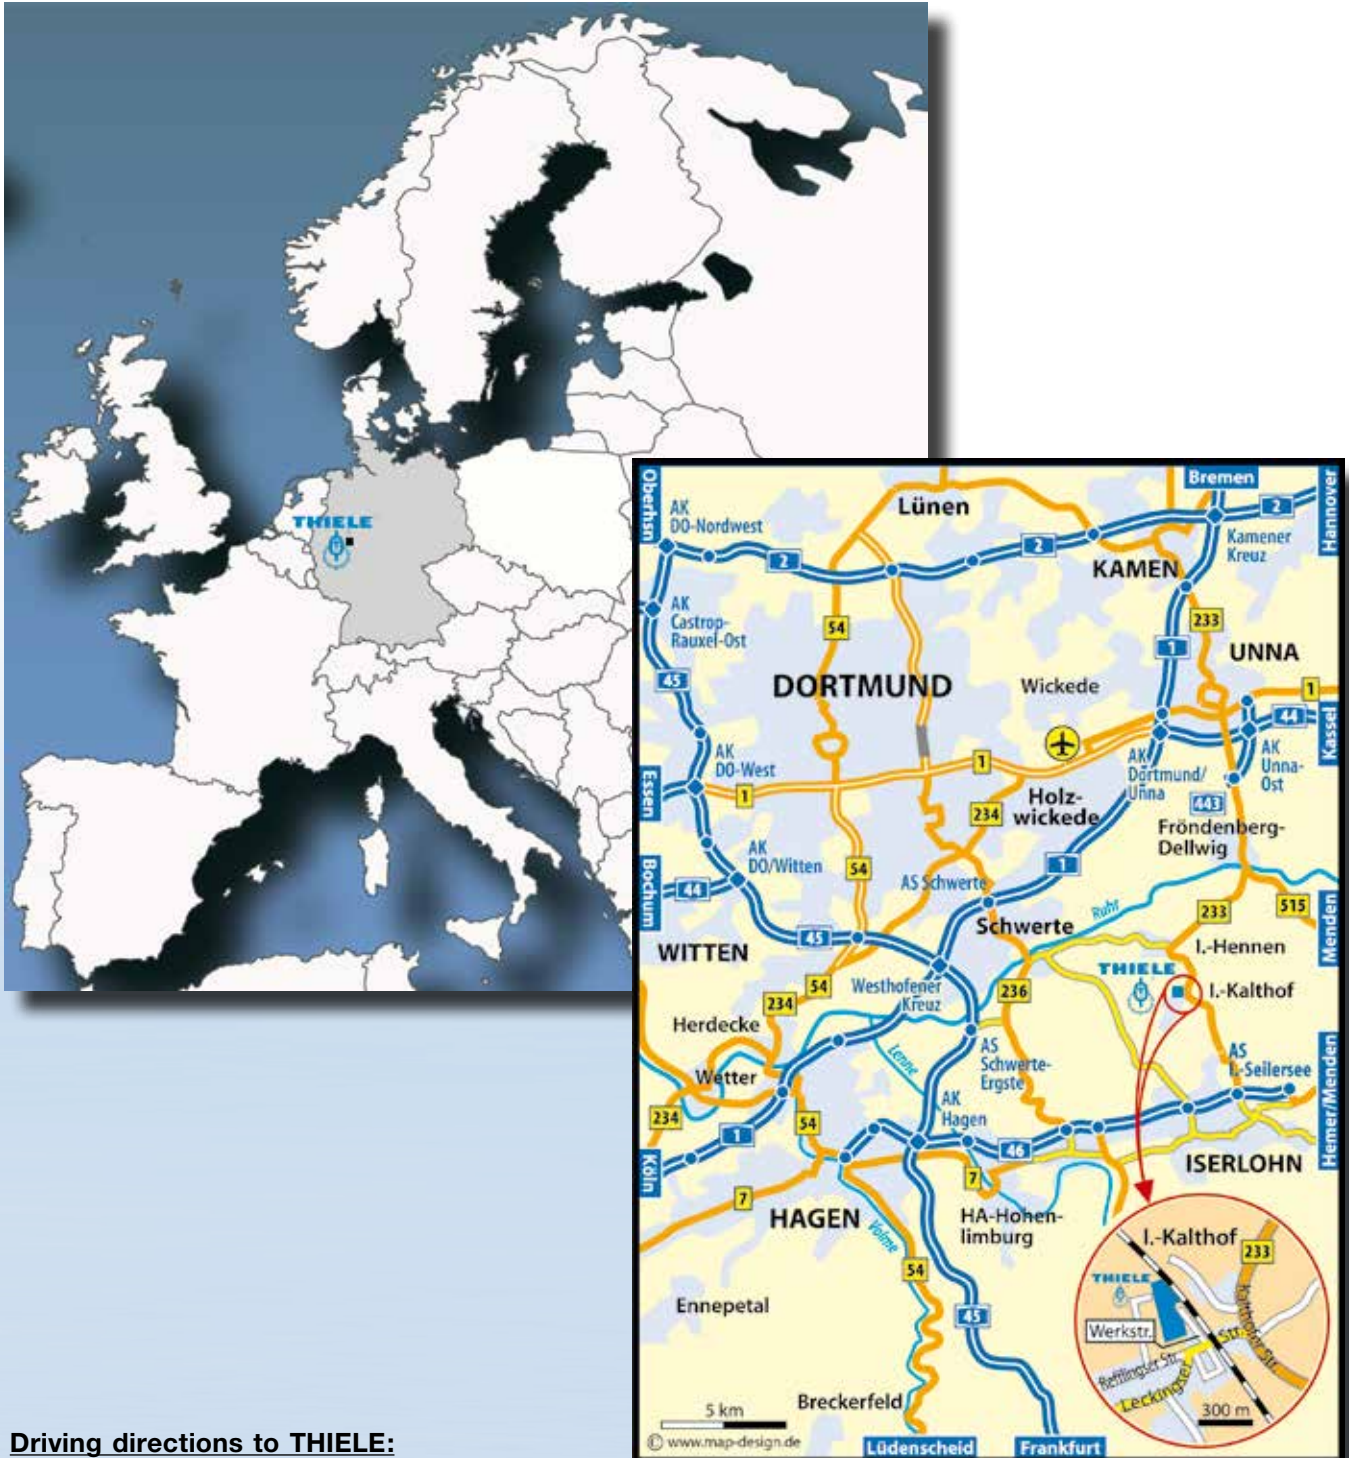 THIELE
Oberhsn
Bremen
Hannover
AK
DO-Nordwest
Lünen
2
Kamener
Kreuz
2
2
KAMEN
AK
Castrop-
Rauxel-Ost
54
233
1
UNNA
45
DORTMUND
Wickede
1
44
Kassel
AK
DO-West
1
AK
Dortmund/
Unna
AK
Unna-
Ost
Essen
1
234
Holz-
wickede
443
Fröndenberg-
Dellwig
AK
DO/Witten
54
1
AS Schwerte
Bochum
44
Ruhr
233
515
Menden
45
Schwerte
WITTEN
I.-Hennen
THIELE
I.-Kalthof
54
Westhofener
Kreuz
236
234
Herdecke
Lenne
AS
Schwerte-
Ergste
AS
I.-Seilersee
Wetter
AK
Hagen
Hemer/Menden
234
54
1
46
Köln
ISERLOHN
7
7
HAGEN
Volme
HA-Hohen-
limburg
I.-Kalthof
233
54
THIELE
Ennepetal
45
Werkstr.
Kalthofer Str.
Refflingser Str.
Leckingser Str.
Breckerfeld
5 km
300 m
© www.map-design.de
Lüdenscheid
Frankfurt
Driving directions to THIELE: